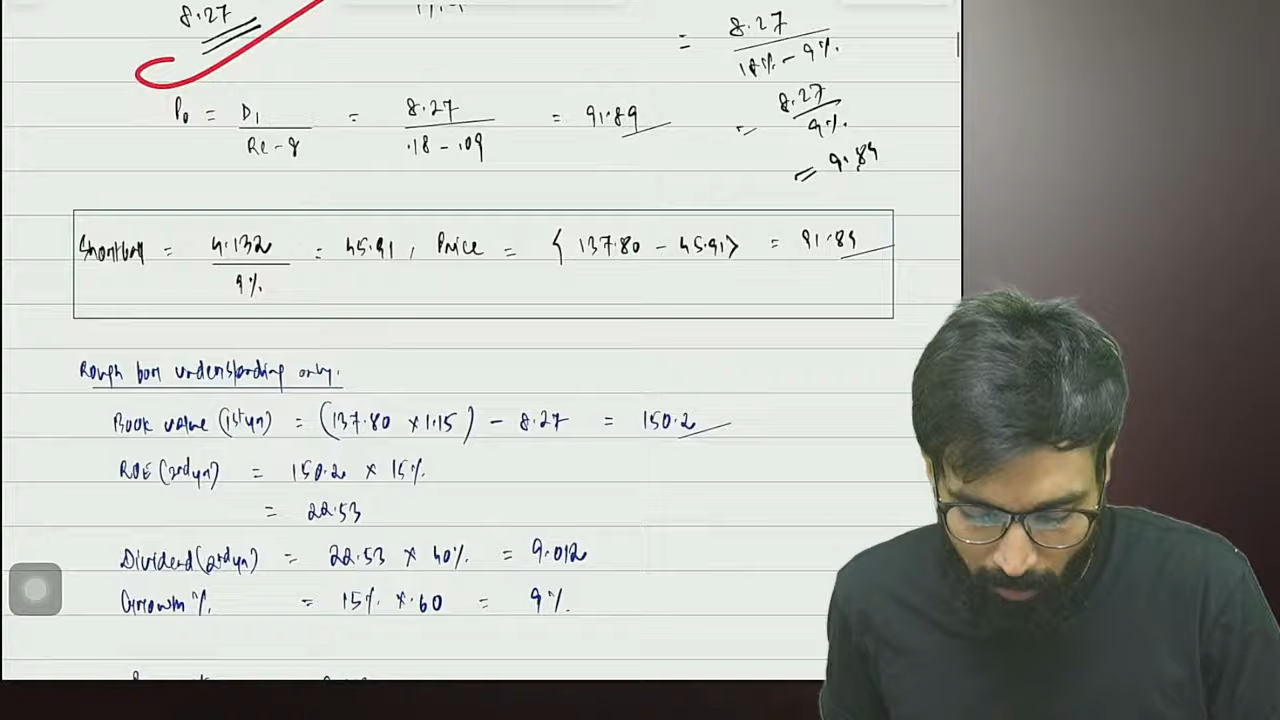 8.27
= 8.27 / 18% - 9%
P₀ = D₁ / Re - g = 8.27 / .18 - .09 = 91.89
= 8.27 / 9%
= 9.89
= 4.132 / 9% = 45.91, Price = { 137.80 - 45.91} = 91.89
Rough for understanding only.
Book value (1st yr) = (137.80 × 1.15) - 8.27 = 150.2
ROE (2nd yr) = 150.2 × 15%
= 22.53
Dividend (2nd yr) = 22.53 × 40% = 9.012
Growth % = 15% × .60 = 9%.